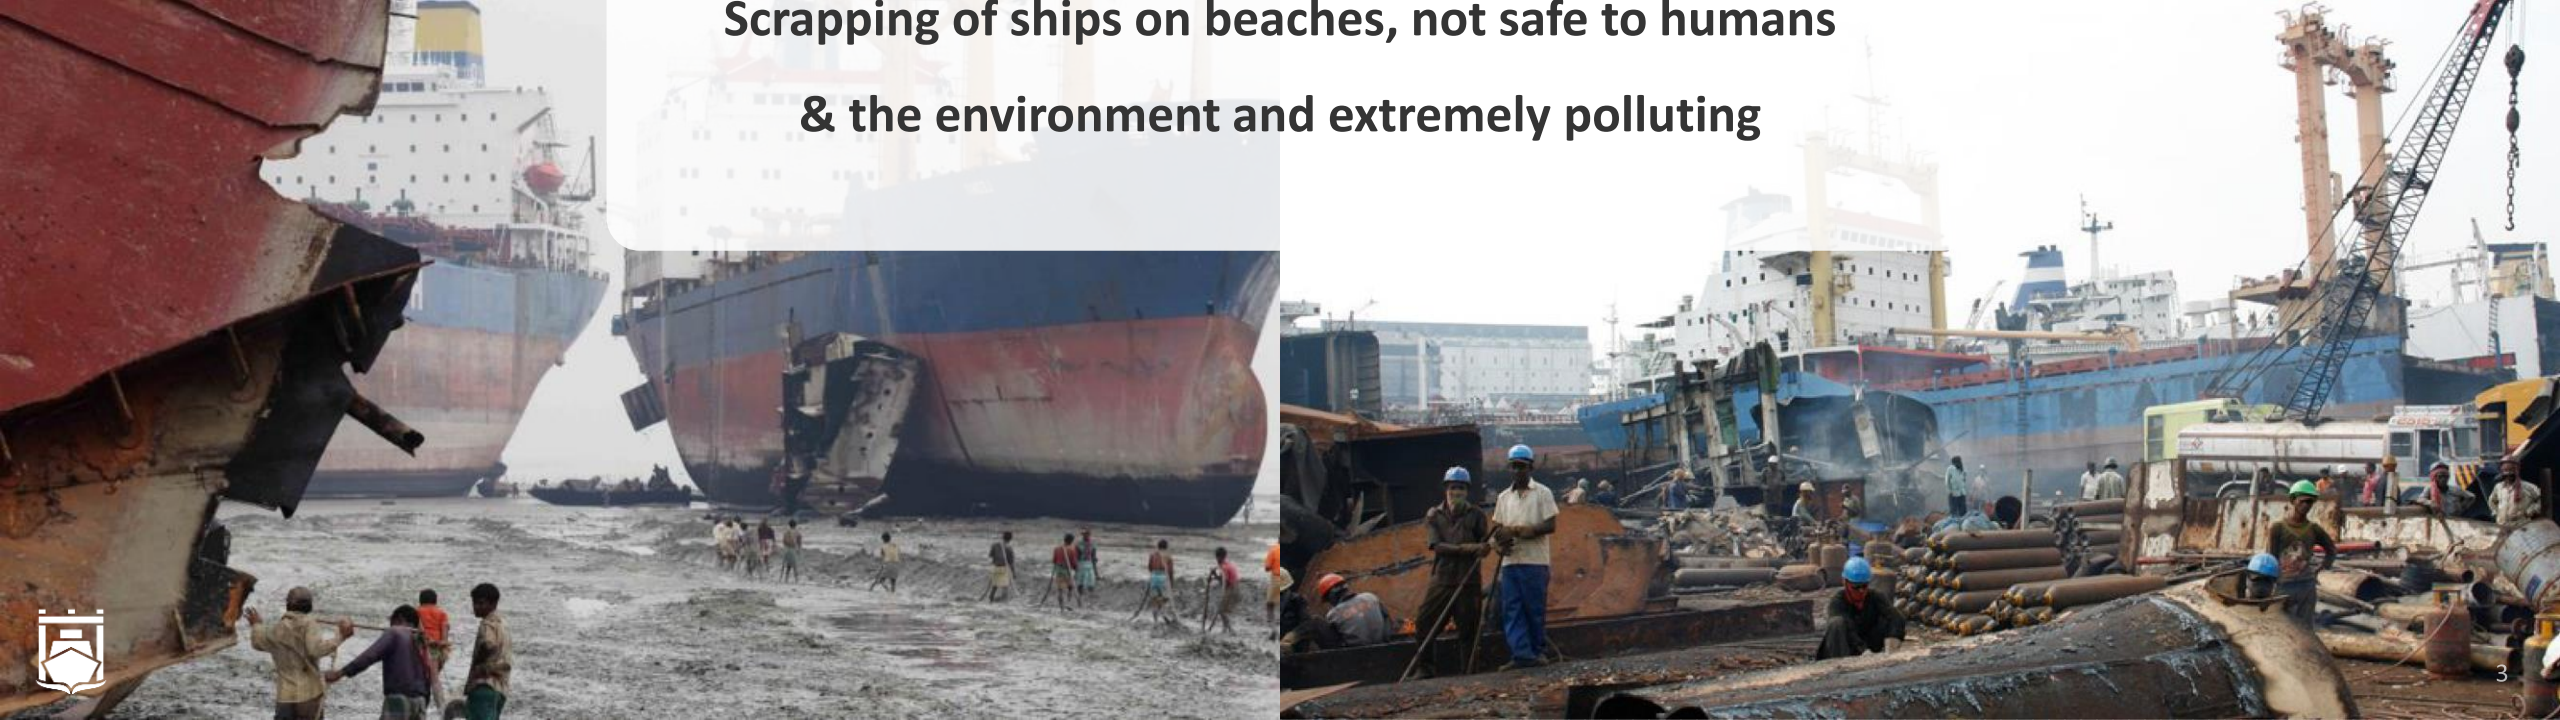 Scrapping of ships on beaches, not safe to humans
& the environment and extremely polluting
3